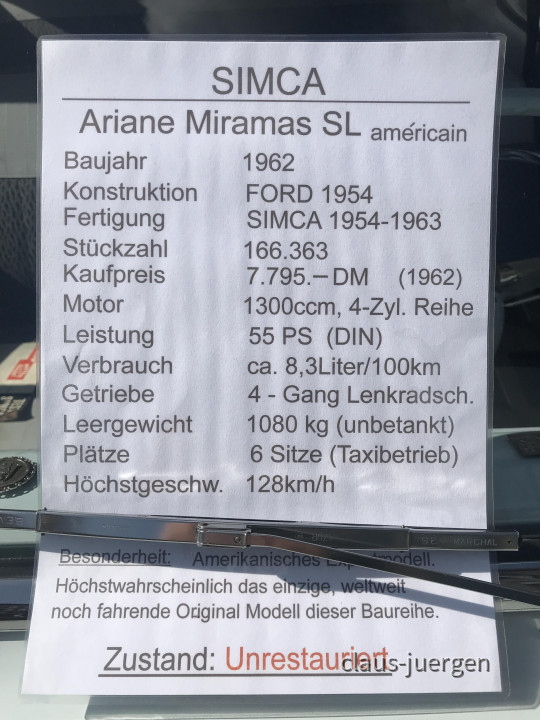 SIMCA
Ariane Miramas SL américain
Baujahr 1962
Konstruktion FORD 1954
Fertigung SIMCA 1954-1963
Stückzahl 166.363
Kaufpreis 7.795.– DM (1962)
Motor 1300ccm, 4-Zyl. Reihe
Leistung 55 PS (DIN)
Verbrauch ca. 8,3Liter/100km
Getriebe 4 - Gang Lenkradsch.
Leergewicht 1080 kg (unbetankt)
Plätze 6 Sitze (Taxibetrieb)
Höchstgeschw. 128km/h
S.E.V. MARCHAL
Besonderheit: Amerikanisches Exportmodell.
Höchstwahrscheinlich das einzige, weltweit
noch fahrende Original Modell dieser Baureihe.
Zustand: Unrestauriert
claus-juergen